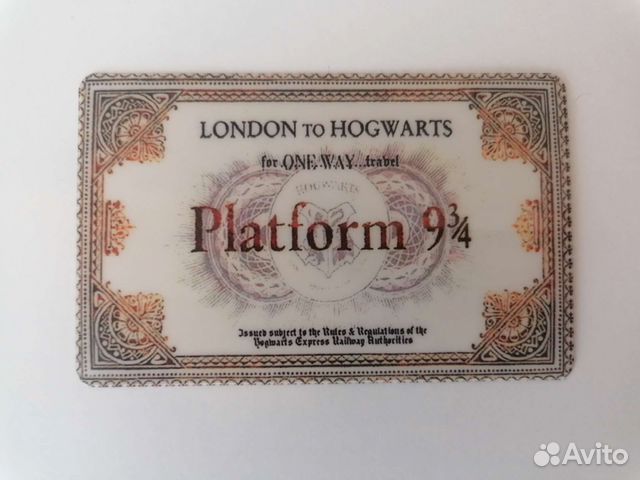 LONDON TO HOGWARTS
for ONE WAY...travel
HOGWARTS
Platform 9¾
Issued subject to the Rules & Regulations of the
Hogwarts Express Railway Authorities
Avito